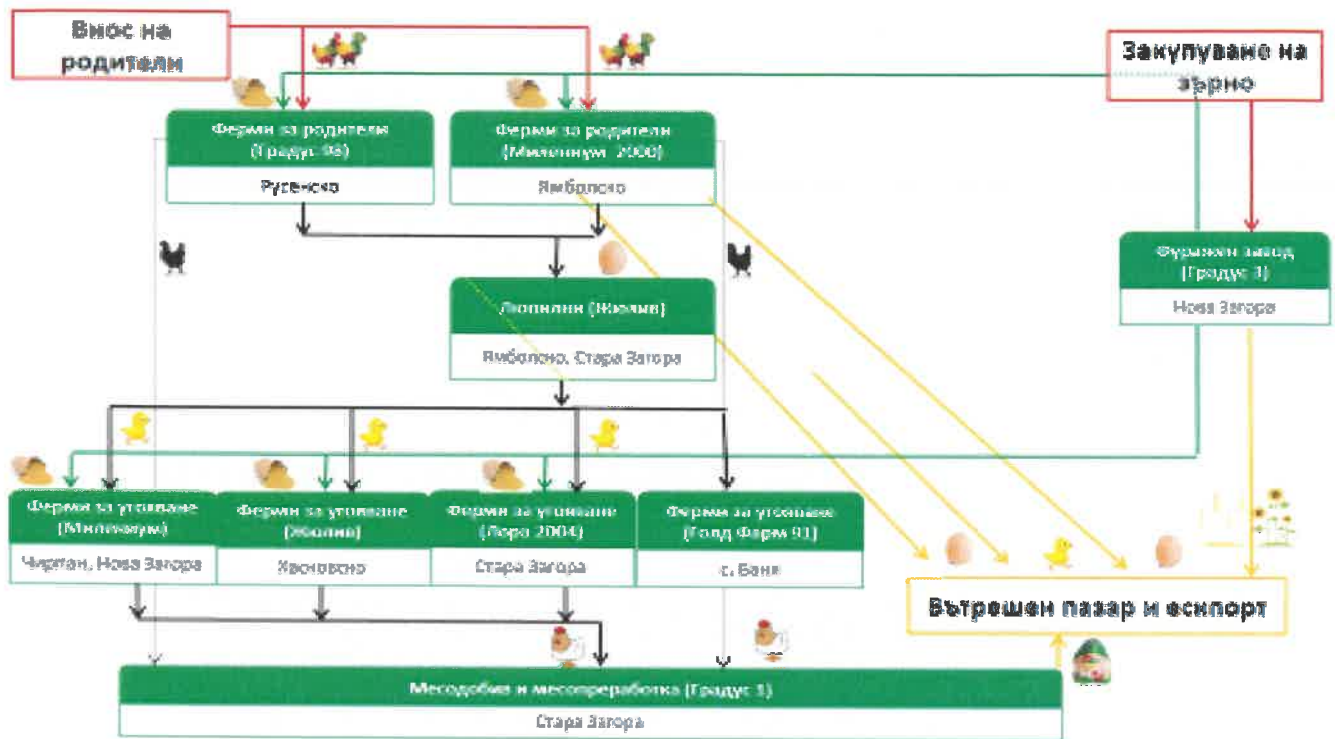 Внос на
родители
Закупуване на
зърно
Ферми за родители
(Градус 98)
Русенско
Ферми за родители
(Милениум 2000)
Ямболско
Фуражен завод
(Градус 3)
Нова Загора
Люпилни (Жюлив)
Ямболско, Стара Загора
Ферми за угояване
(Милениум)
Чирпан, Нова Загора
Ферми за угояване
(Жюлив)
Хасковско
Ферми за угояване
(Лора 2004)
Стара Загора
Ферми за угояване
(Голд Фарм 91)
с. Баня
Вътрешен пазар и експорт
Месодобив и месопреработка (Градус 1)
Стара Загора